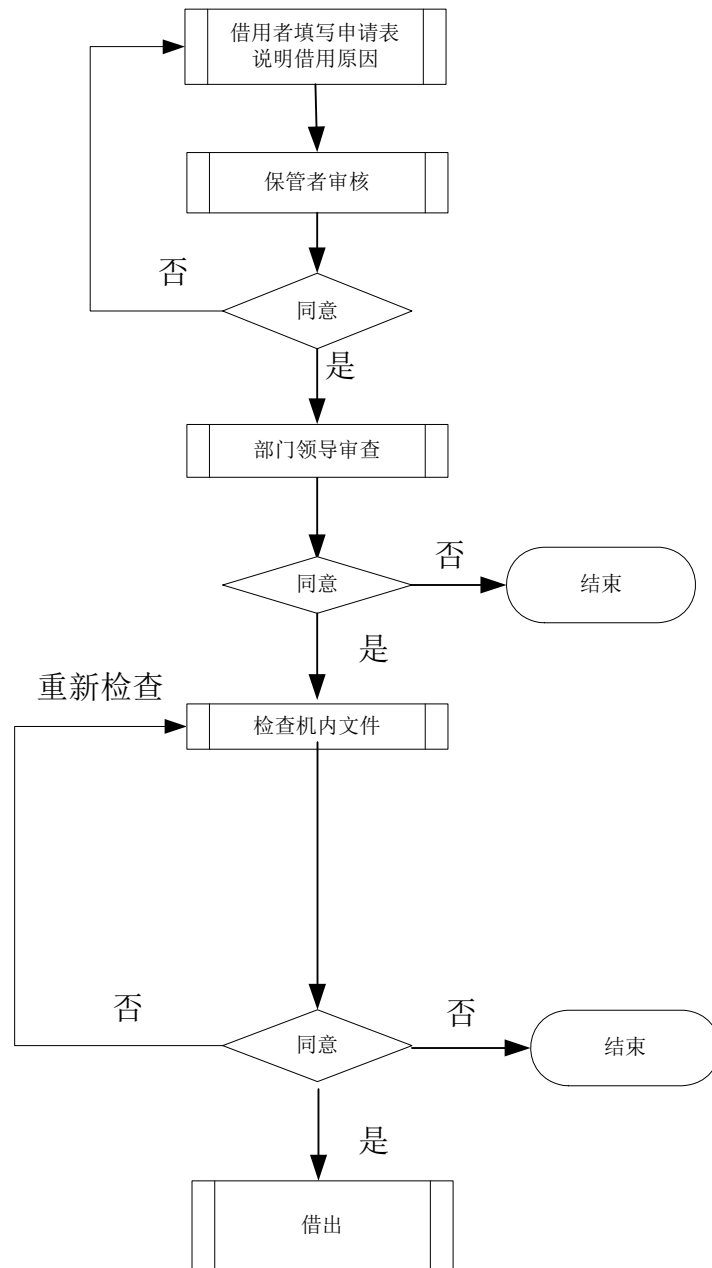 借用者填写申请表
说明借用原因
保管者审核
否
同意
是
部门领导审查
否
同意
结束
是
重新检查
检查机内文件
否
否
同意
结束
是
借出